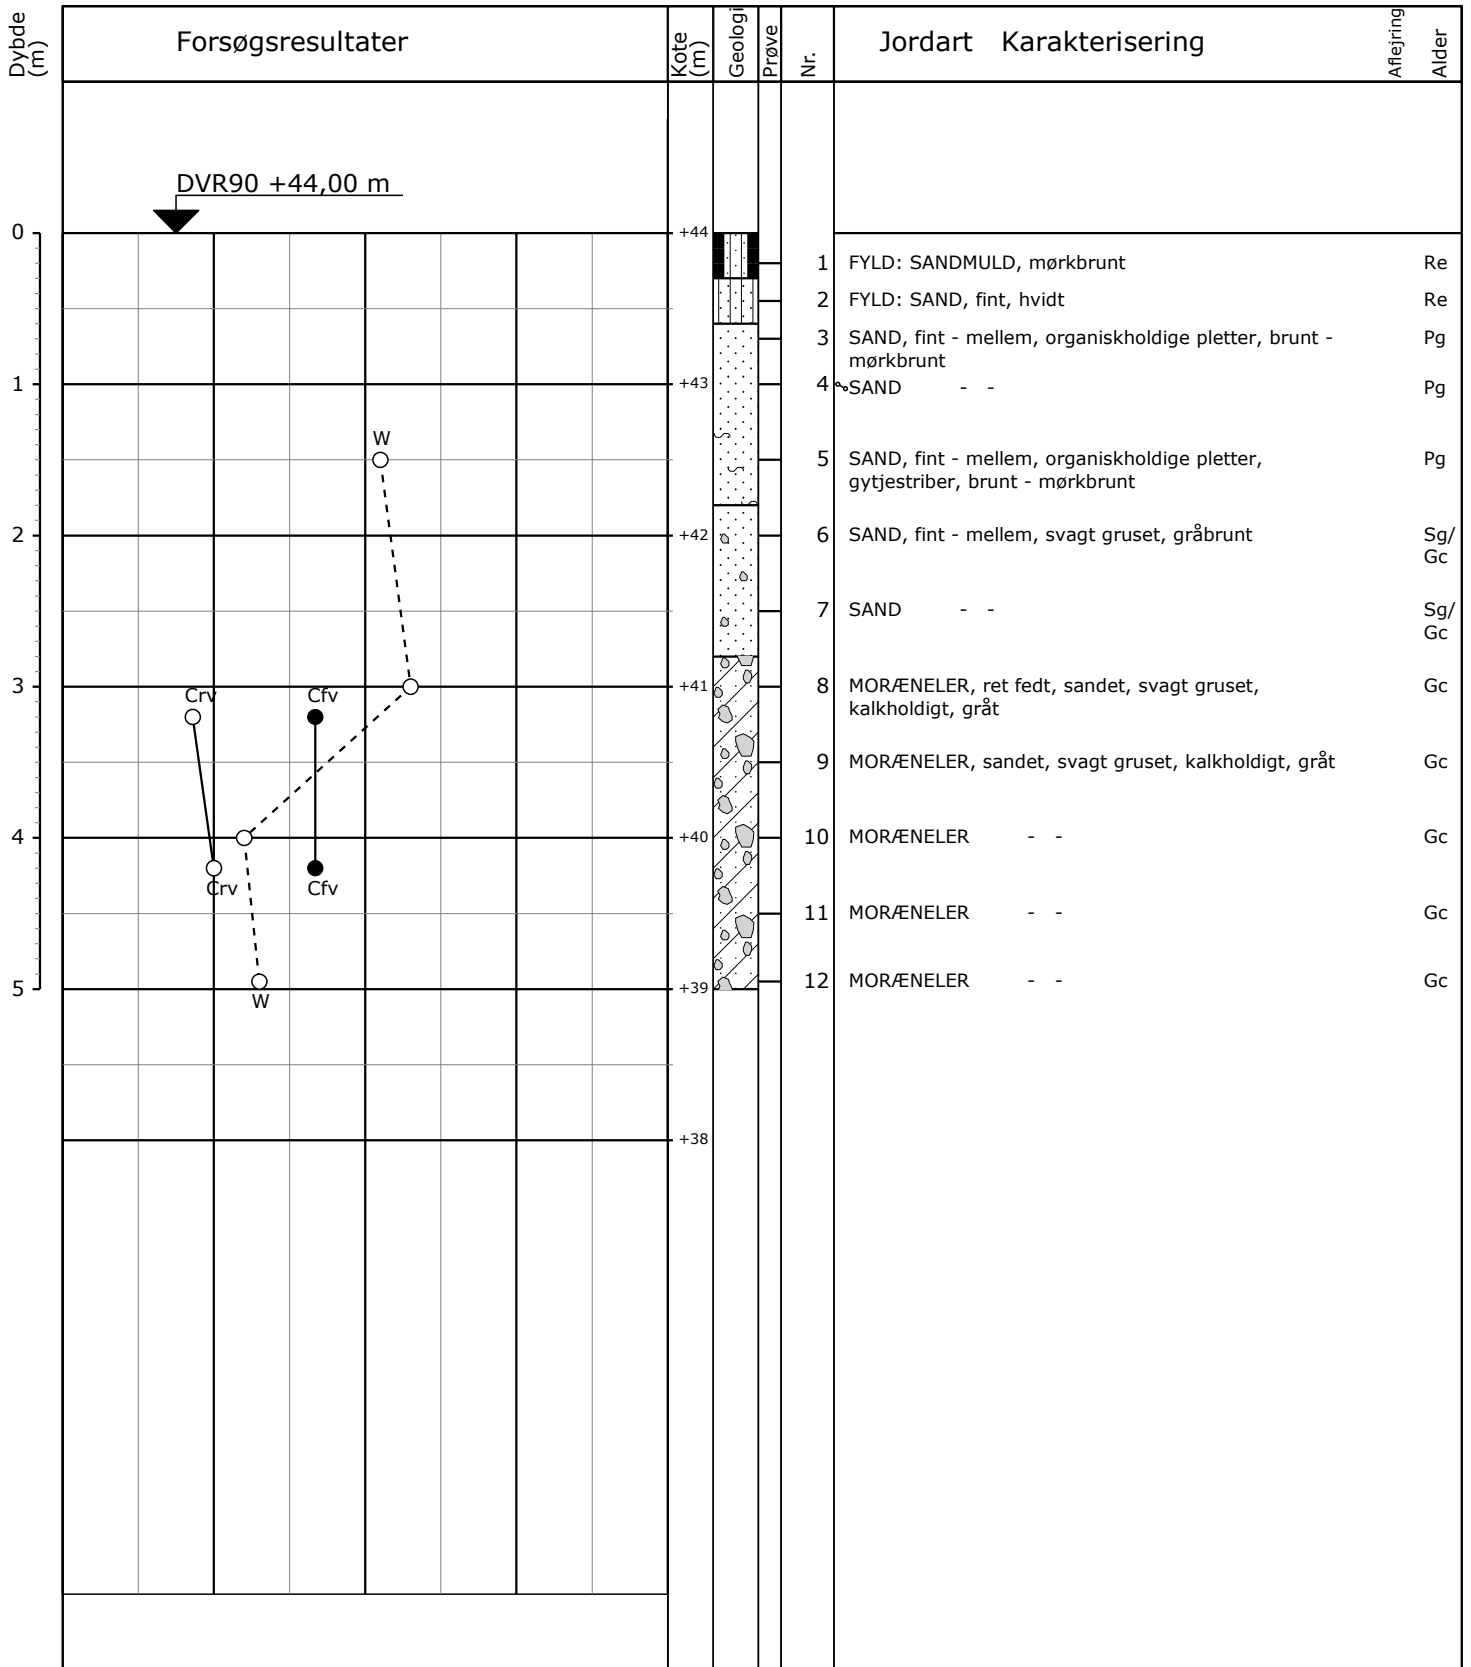 Dybde (m)
Forsøgsresultater
Kote (m)
Geologi
Prøve
Nr.
Jordart Karakterisering
Aflejring
Alder
DVR90 +44,00 m
0
+44
1 FYLD: SANDMULD, mørkbrunt Re
2 FYLD: SAND, fint, hvidt Re
3 SAND, fint - mellem, organiskholdige pletter, brunt - Pg
mørkbrunt
1
+43
4 SAND - - Pg
W
5 SAND, fint - mellem, organiskholdige pletter, Pg
gytjestriber, brunt - mørkbrunt
2
+42
6 SAND, fint - mellem, svagt gruset, gråbrunt Sg/
Gc
7 SAND - - Sg/
Gc
3
+41
8 MORÆNELER, ret fedt, sandet, svagt gruset, Gc
kalkholdigt, gråt
Crv Cfv
9 MORÆNELER, sandet, svagt gruset, kalkholdigt, gråt Gc
4
+40
10 MORÆNELER - - Gc
Crv Cfv
11 MORÆNELER - - Gc
12 MORÆNELER - - Gc
5
+39
W
+38